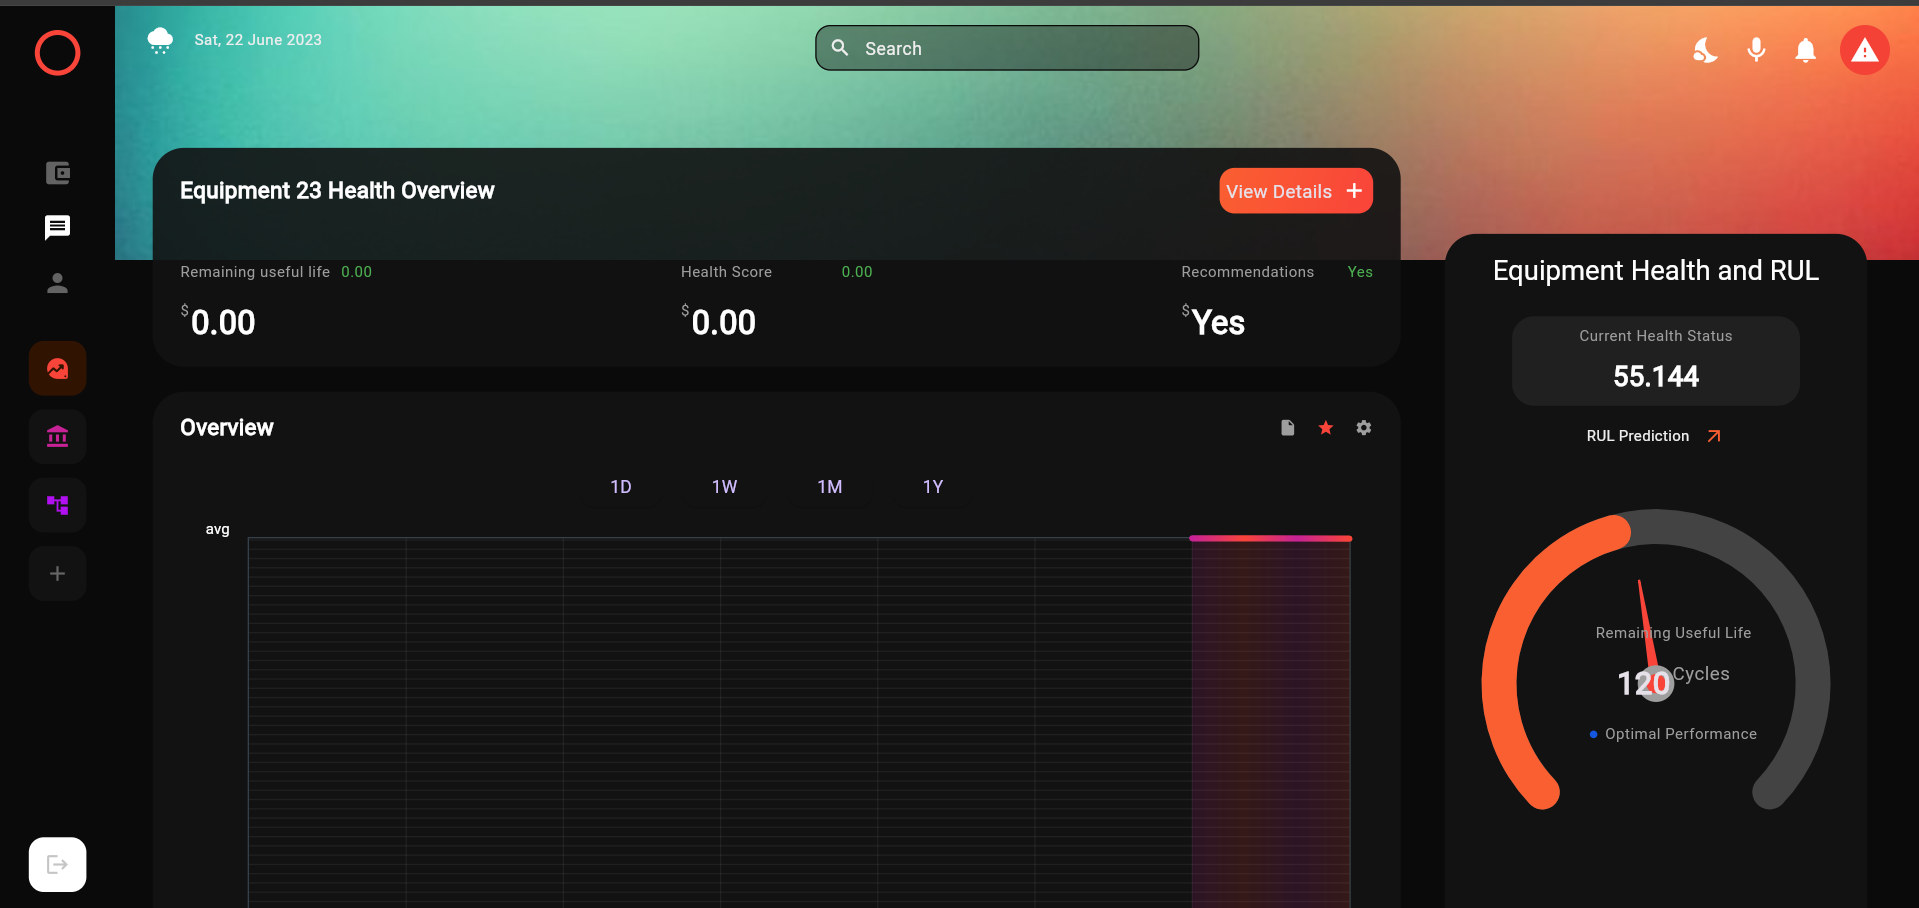 Sat, 22 June 2023
Search
Equipment 23 Health Overview
View Details +
Remaining useful life 0.00
Health Score 0.00
Recommendations Yes
$0.00
$0.00
$Yes
Equipment Health and RUL
Current Health Status
55.144
RUL Prediction
Overview
1D 1W 1M 1Y
avg
Remaining Useful Life
120 Cycles
Optimal Performance